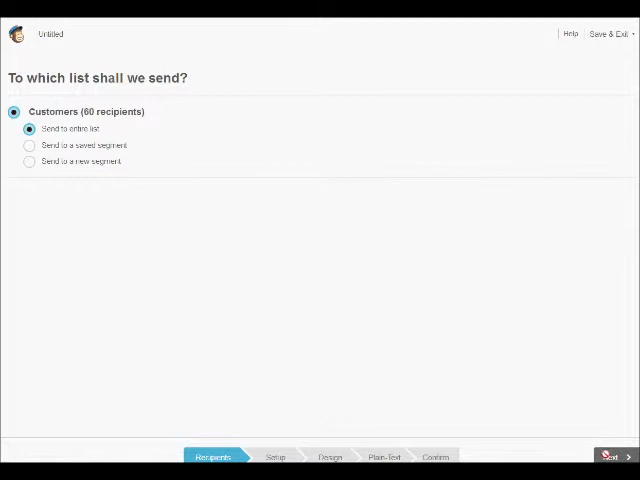 Untitled
Help
Save & Exit
To which list shall we send?
Customers (60 recipients)
Send to entire list
Send to a saved segment
Send to a new segment
Recipients
Setup
Design
Plain-Text
Confirm
Next